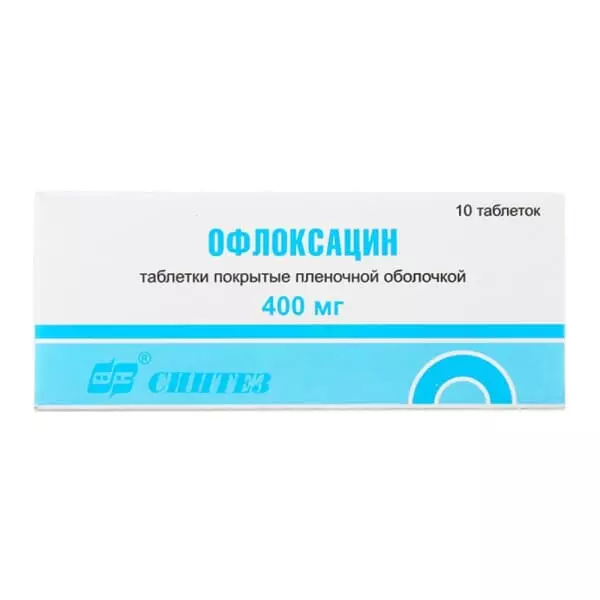 10 таблеток
ОФЛОКСАЦИН
таблетки покрытые пленочной оболочкой
400 мг
® СИНТЕЗ